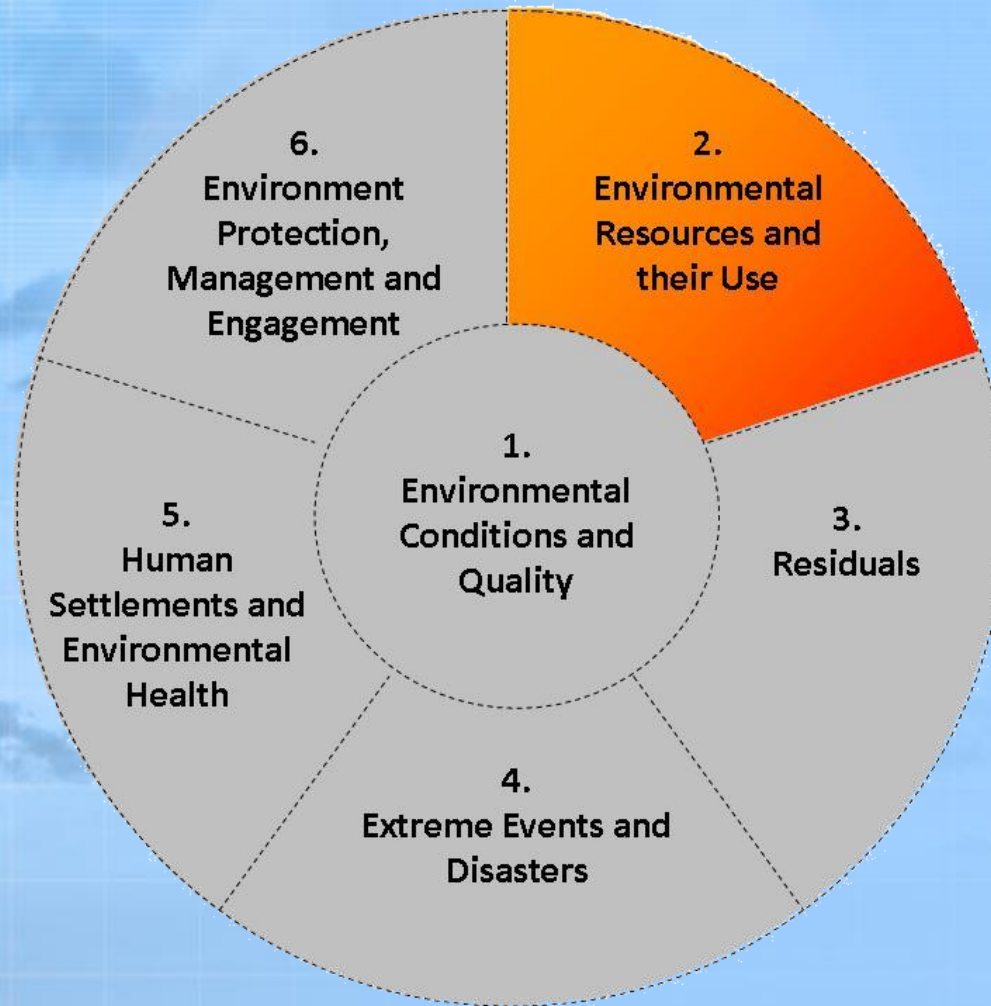 1.
Environmental
Conditions and
Quality
2.
Environmental
Resources and
their Use
3.
Residuals
4.
Extreme Events and
Disasters
5.
Human
Settlements and
Environmental
Health
6.
Environment
Protection,
Management and
Engagement